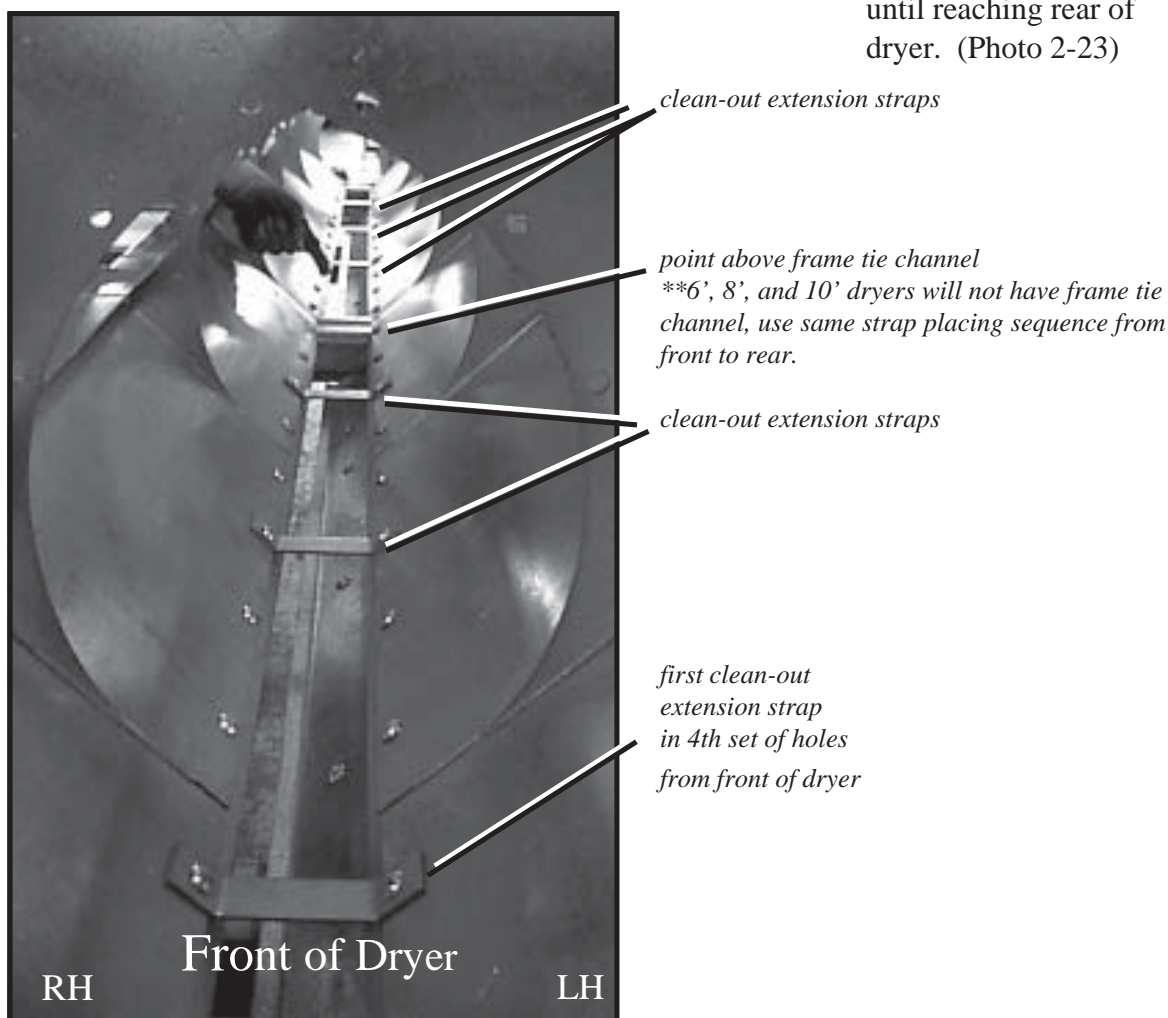 until reaching rear of
dryer.  (Photo 2-23)
clean-out extension straps
point above frame tie channel
**6’, 8’, and 10’ dryers will not have frame tie
channel, use same strap placing sequence from
front to rear.
clean-out extension straps
first clean-out
extension strap
in 4th set of holes
from front of dryer
Front of Dryer
RH
LH